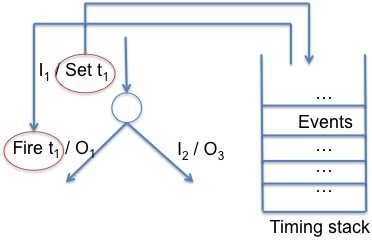 I₁ / Set t₁
Fire t₁ / O₁
I₂ / O₃
...
Events
...
...
...
Timing stack